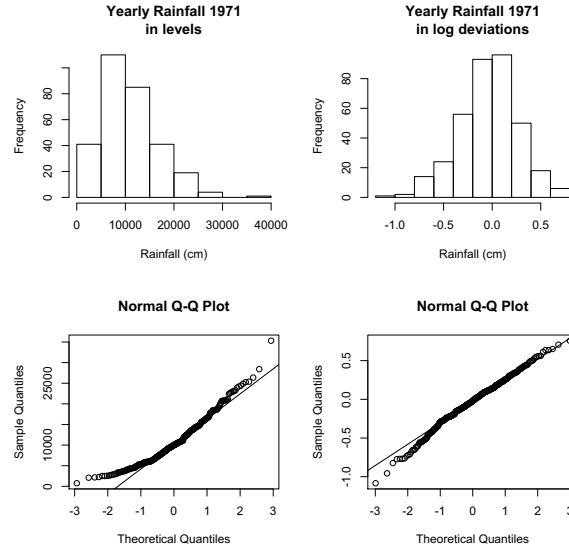 Yearly Rainfall 1971
in levels
Frequency
0 20 40 60 80
0 10000 20000 30000 40000
Rainfall (cm)
Yearly Rainfall 1971
in log deviations
Frequency
0 20 40 60 80
-1.0 -0.5 0.0 0.5
Rainfall (cm)
Normal Q-Q Plot
Sample Quantiles
0 10000 25000
-3 -2 -1 0 1 2 3
Theoretical Quantiles
Normal Q-Q Plot
Sample Quantiles
-1.0 -0.5 0.0 0.5
-3 -2 -1 0 1 2 3
Theoretical Quantiles